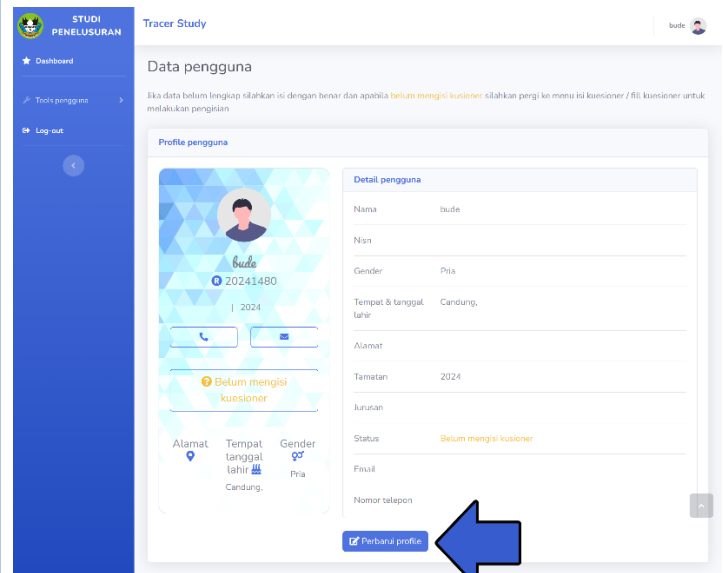 STUDI
PENELUSURAN
Tracer Study
bude
Dashboard
Tools pengguna
Log-out
Data pengguna
Jika data belum lengkap silahkan isi dengan benar dan apabila belum mengisi kusioner silahkan pergi ke menu isi kuesioner / fill kuesioner untuk
melakukan pengisian
Profile pengguna
bude
R 20241480
| 2024
Belum mengisi
kuesioner
Alamat
Tempat
tanggal
lahir
Candung,
Gender
Pria
Detail pengguna
Nama bude
Nisn
Gender Pria
Tempat & tanggal Candung,
lahir
Alamat
Tamatan 2024
Jurusan
Status Belum mengisi kusioner
Email
Nomor telepon
Perbarui profile